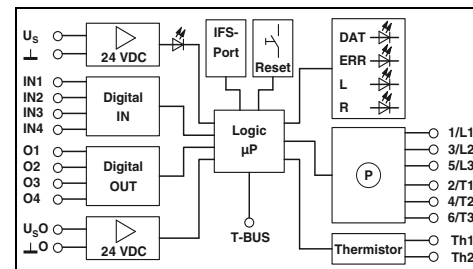 Us
⊥
24 VDC
IFS-
Port
Reset
DAT
ERR
L
R
IN1
IN2
IN3
IN4
Digital
IN
Logic
µP
O1
O2
O3
O4
Digital
OUT
P
1/L1
3/L2
5/L3
2/T1
4/T2
6/T3
UsO
⊥O
24 VDC
T-BUS
Thermistor
Th1
Th2